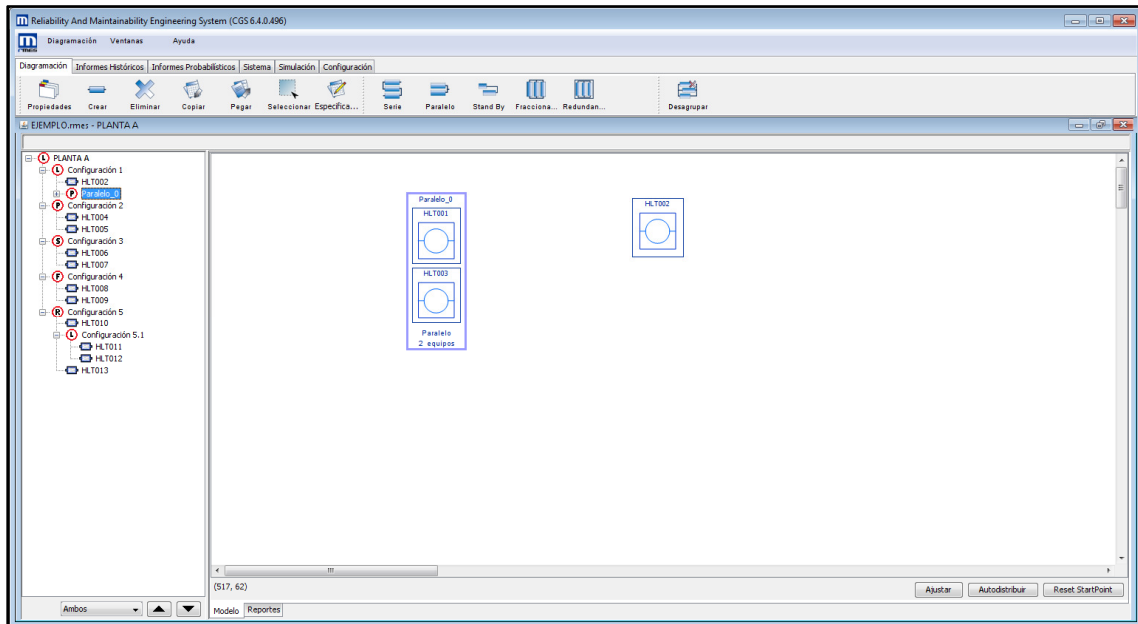 Reliability And Maintainability Engineering System (CGS 6.4.0.496)
m
rmes
Diagramación Ventanas Ayuda
Diagramación Informes Históricos Informes Probabilísticos Sistema Simulación Configuración
Propiedades Crear Eliminar Copiar Pegar Seleccionar Especifica... Serie Paralelo Stand By Fracciona... Redundan... Desagrupar
EJEMPLO.rmes - PLANTA A
L PLANTA A
L Configuración 1
HLT002
P Paralelo_0
P Configuración 2
HLT004
HLT005
S Configuración 3
HLT006
HLT007
F Configuración 4
HLT008
HLT009
R Configuración 5
HLT010
L Configuración 5.1
HLT011
HLT012
HLT013
Paralelo_0
HLT001
HLT003
Paralelo
2 equipos
HLT002
(517, 62)
Ajustar Autodistribuir Reset StartPoint
Ambos
Modelo Reportes